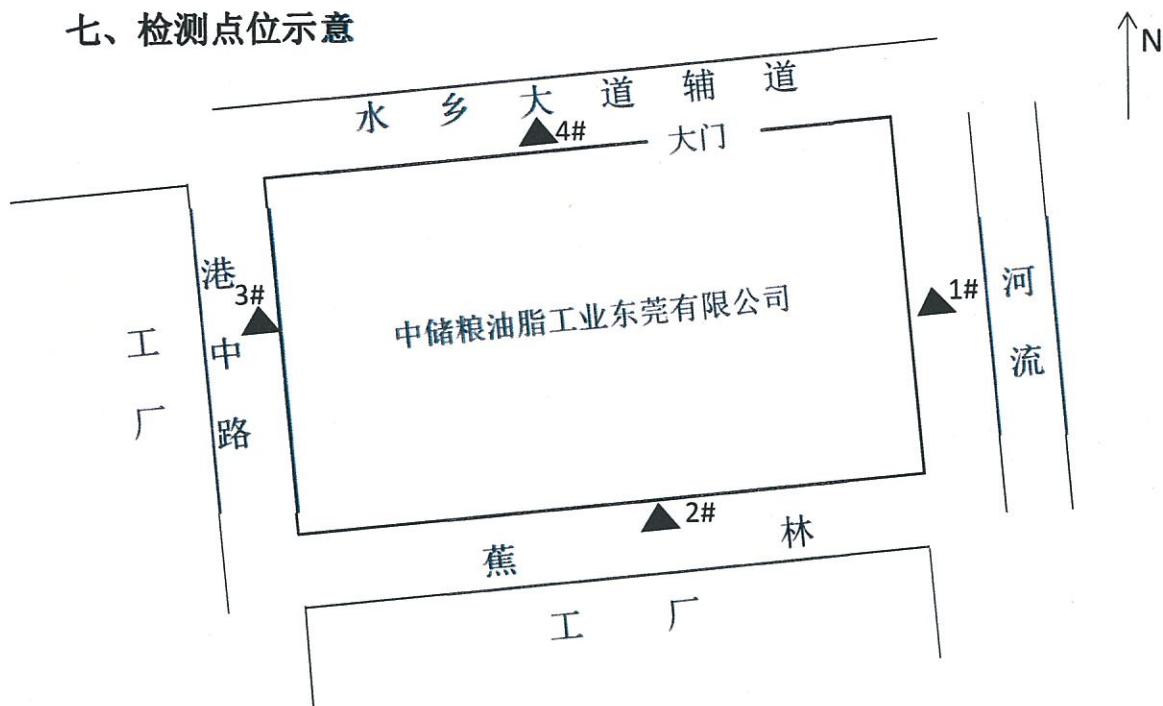 七、检测点位示意
N
水乡大道辅道
4#
大门
港中路
3#
工厂
中储粮油脂工业东莞有限公司
1#
河流
2#
蕉林
工厂